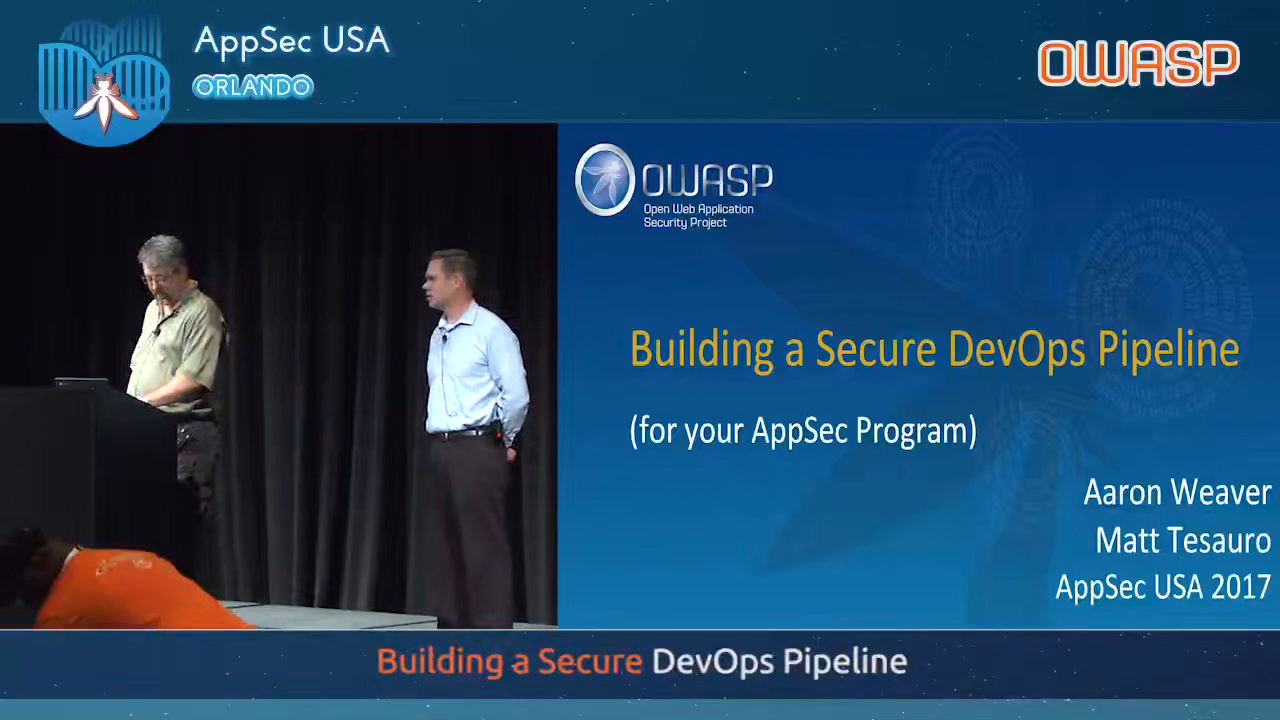 AppSec USA
ORLANDO
OWASP
OWASP
Open Web Application
Security Project
Building a Secure DevOps Pipeline
(for your AppSec Program)
Aaron Weaver
Matt Tesauro
AppSec USA 2017
Building a Secure DevOps Pipeline